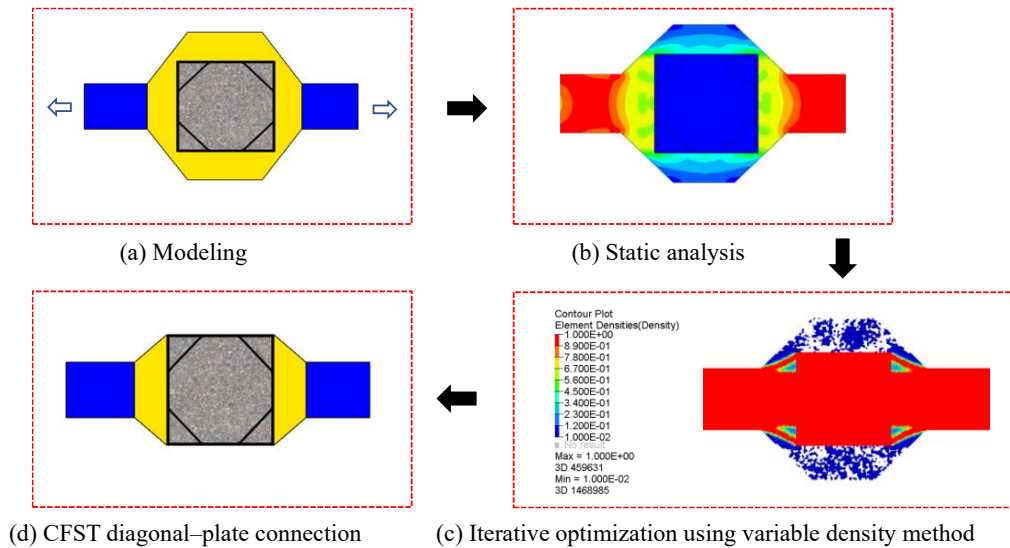 (a) Modeling
(b) Static analysis
Contour Plot
Element Densities(Density)
1.000E+00
8.900E-01
7.800E-01
6.700E-01
5.600E-01
4.500E-01
3.400E-01
2.300E-01
1.200E-01
1.000E-02
No result
Max = 1.000E+00
3D 459631
Min = 1.000E-02
3D 1468985
(d) CFST diagonal–plate connection
(c) Iterative optimization using variable density method